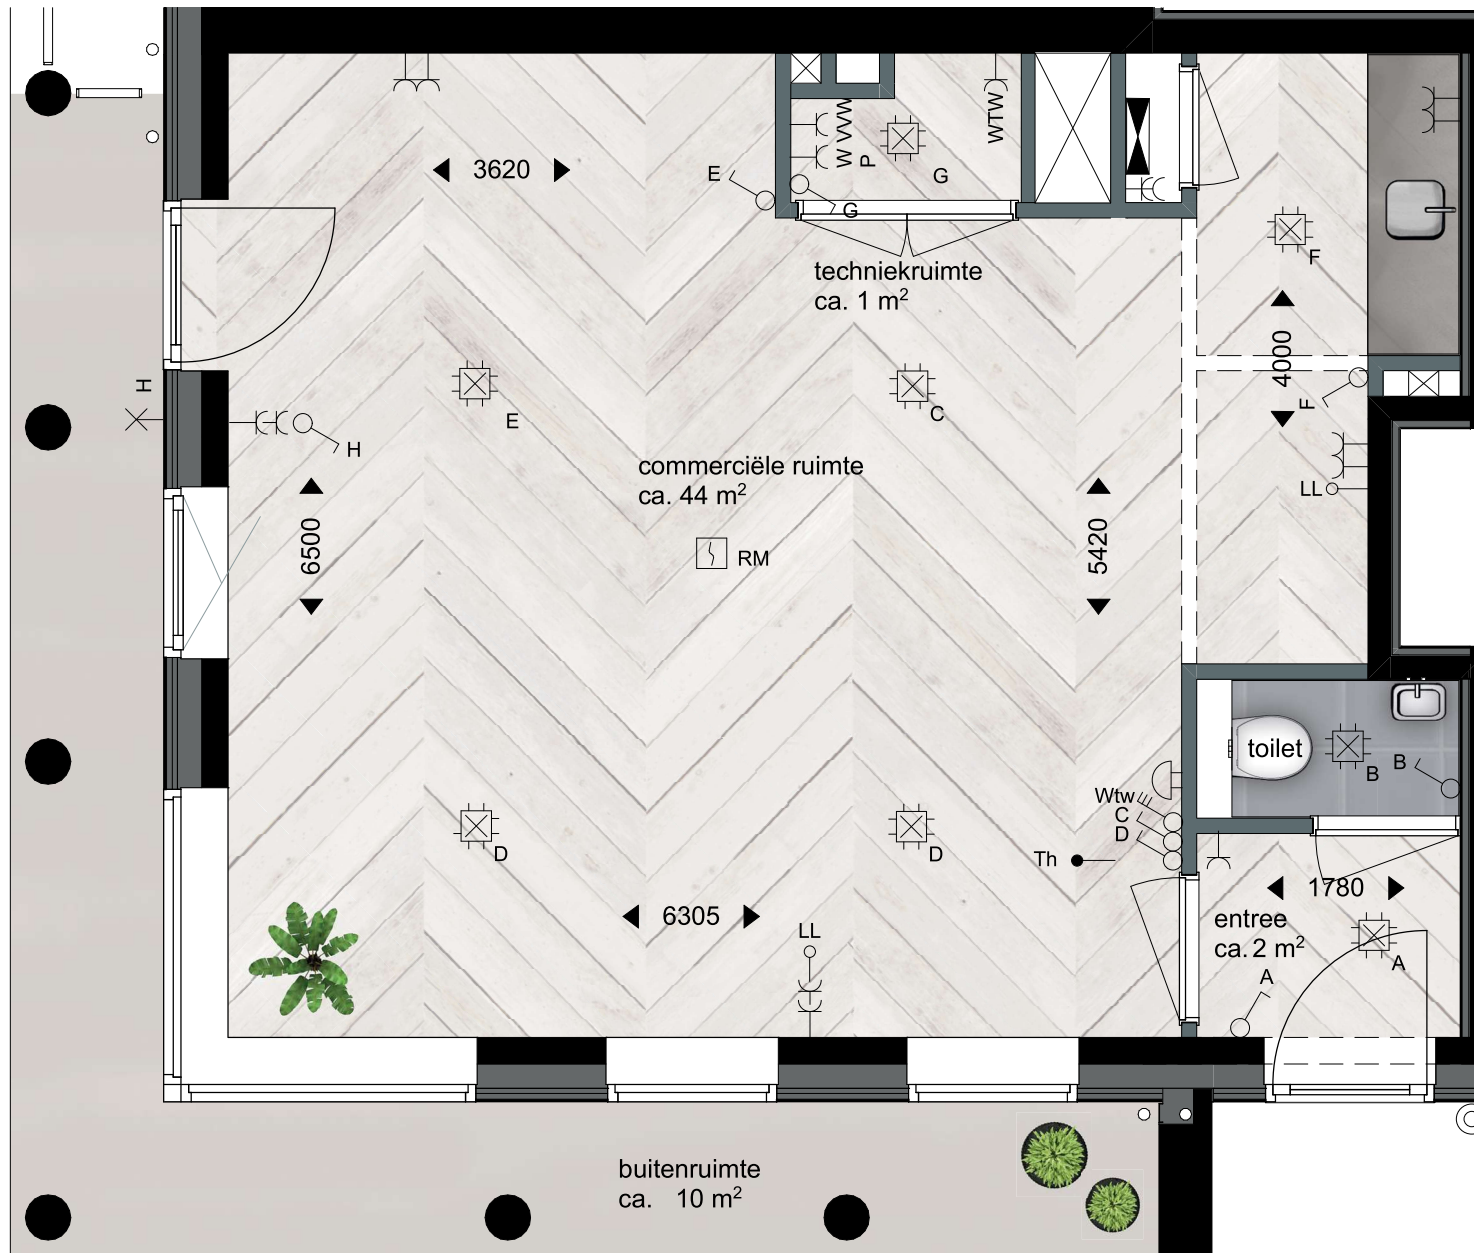 3620
E
W VWV
P
WTW
G
G
techniekruimte
ca. 1 m²
F
4000
F
H
H
E
C
commerciële ruimte
ca. 44 m²
RM
6500
5420
LL
toilet
B
B
Wtw
C
D
Th
D
D
6305
LL
1780
entree
ca. 2 m²
A
A
buitenruimte
ca. 10 m²